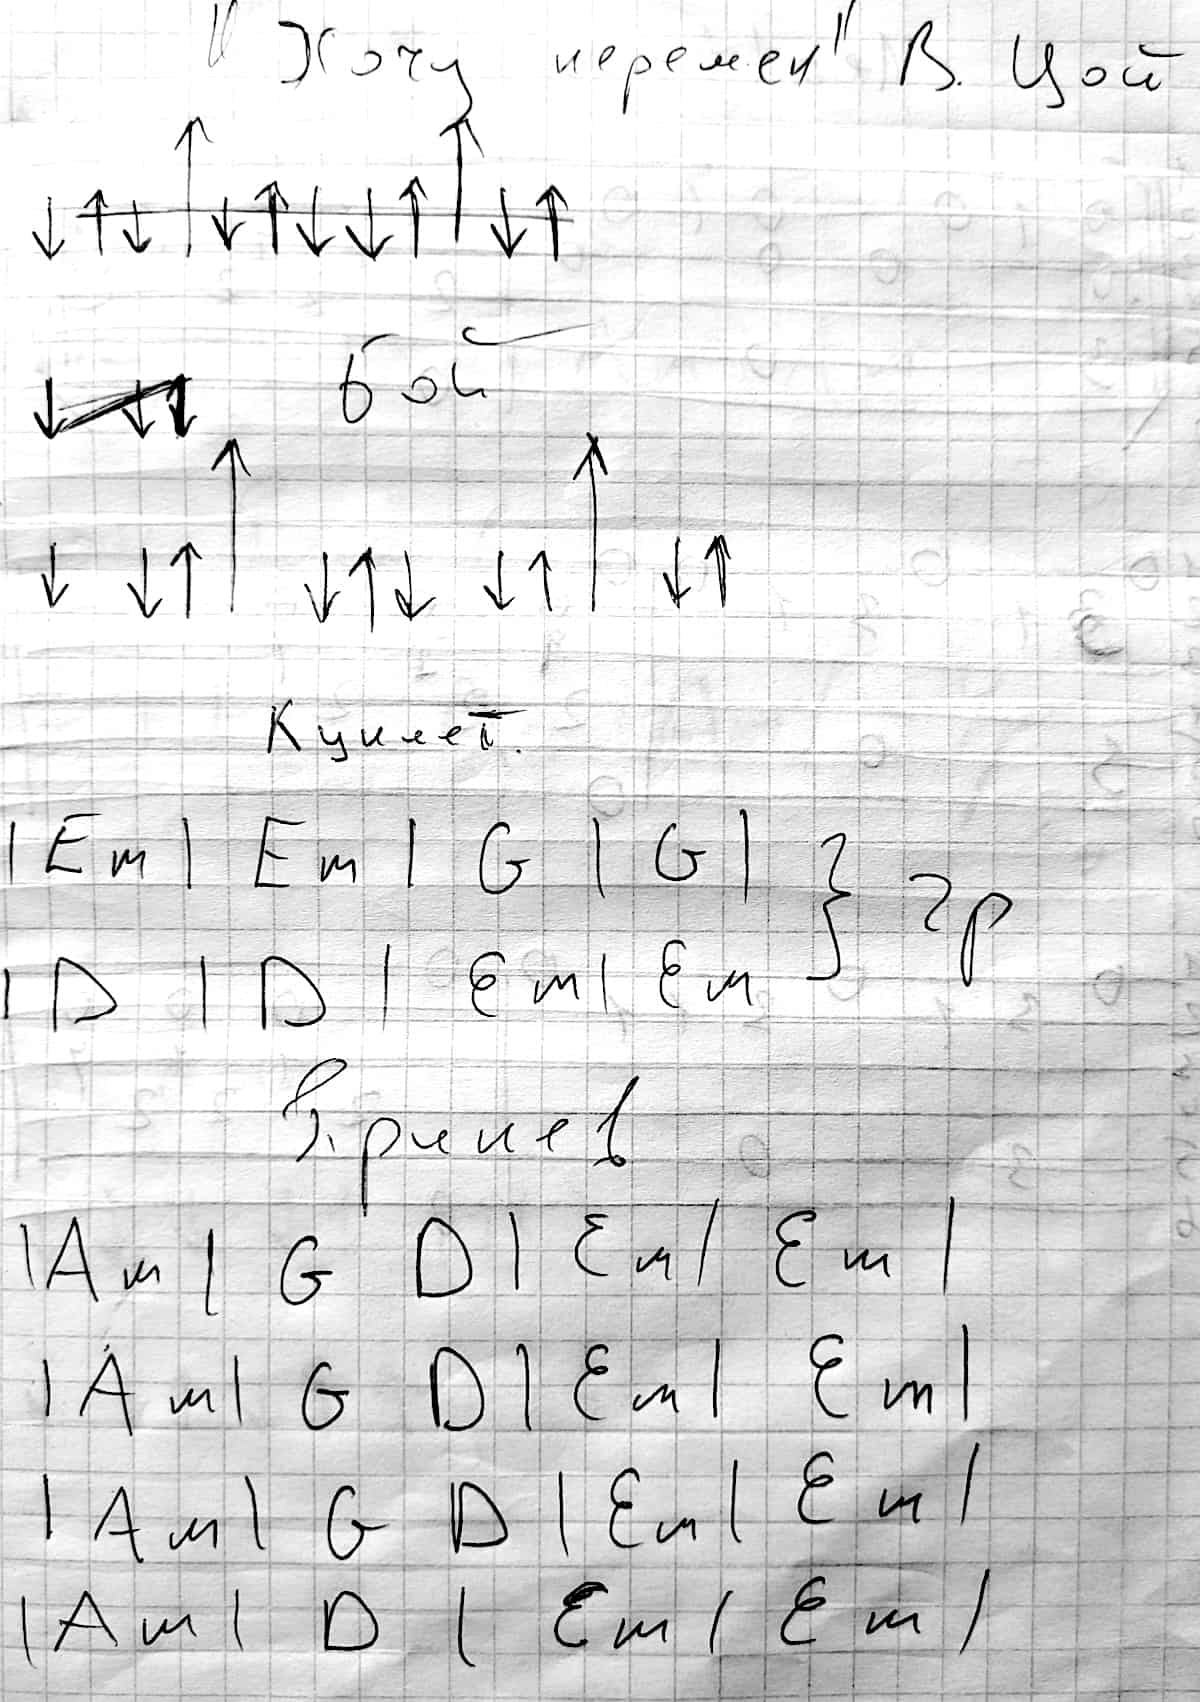 "Хочу перемен" В. Цой
↓ ↑ ↓ ↑ ↓ ↑ ↓ ↓ ↑ ↑ ↓ ↑
бой
↓ ↓ ↑ ↑ ↓ ↑ ↓ ↓ ↑ ↑ ↓ ↑
Куплет.
| Em | Em | G | G | } 2р
| D | D | Em | Em
Припев
| Am | G D | Em | Em |
| Am | G D | Em | Em |
| Am | G D | Em | Em |
| Am | D | Em | Em |